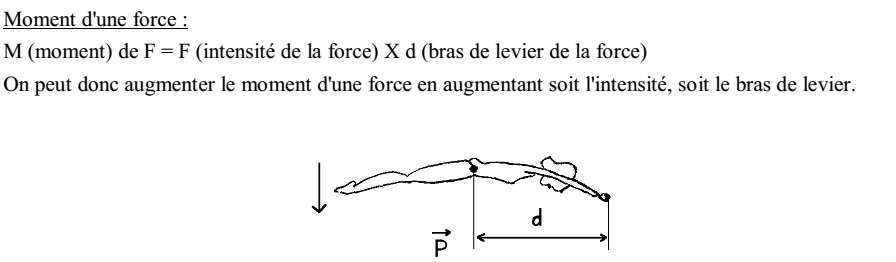 Moment d'une force :
M (moment) de F = F (intensité de la force) X d (bras de levier de la force)
On peut donc augmenter le moment d'une force en augmentant soit l'intensité, soit le bras de levier.
d
P